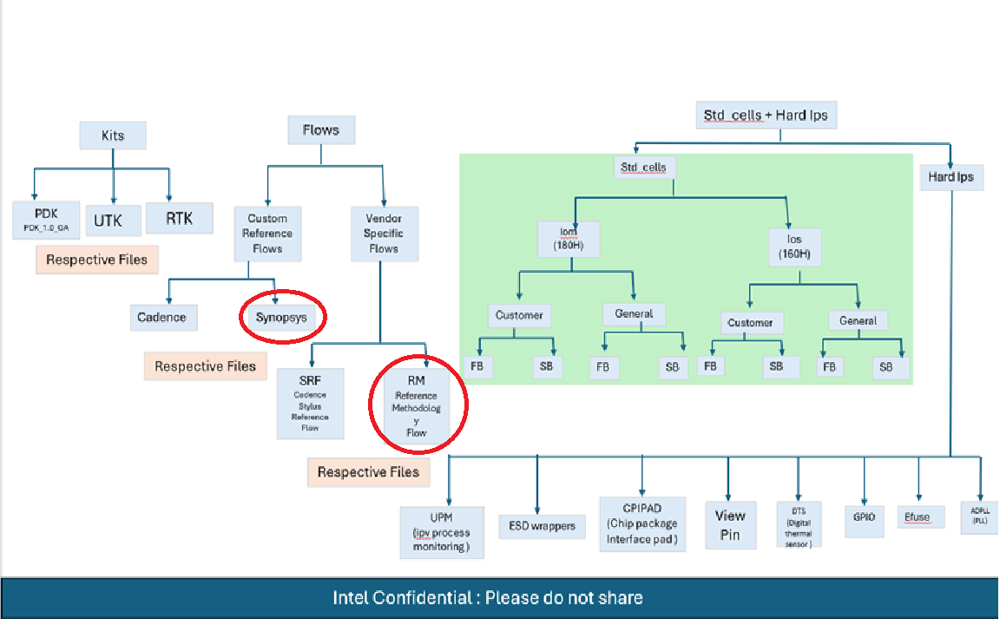 Std_cells + Hard Ips
Kits
Flows
Std_cells
Hard Ips
PDK
PDK_1.0_GA
UTK
RTK
Respective Files
Custom
Reference
Flows
Vendor
Specific
Flows
Iom
(180H)
Ios
(160H)
Cadence
Synopsys
Customer
General
Customer
General
FB
SB
FB
SB
FB
SB
FB
SB
Respective Files
SRF
Cadence
Stylus
Reference
Flow
RM
Reference
Methodolog
y
Flow
Respective Files
UPM
(ipv process
monitoring )
ESD wrappers
CPIPAD
(Chip package
Interface pad )
View
Pin
DTS
(Digital
thermal
sensor )
GPIO
Efuse
ADPLL
(PLL)
Intel Confidential : Please do not share